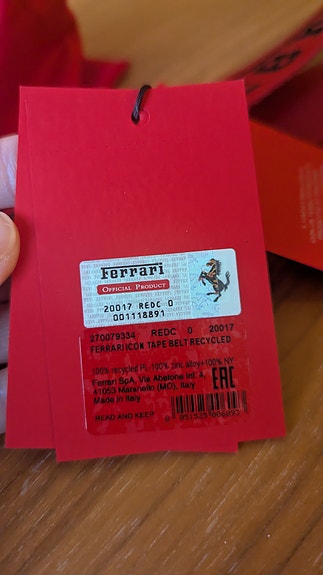 Ferrari
OFFICIAL PRODUCT
20017 REDC 0
001118891
270079334 REDC 0 20017
FERRARI ICON TAPE BELT RECYCLED
100% recycled PL 100% zinc alloy+100% NY
Ferrari SpA, Via Abetone Inf. 4,
41053 Maranello (MO), Italy
Made in Italy
EAC
READ AND KEEP